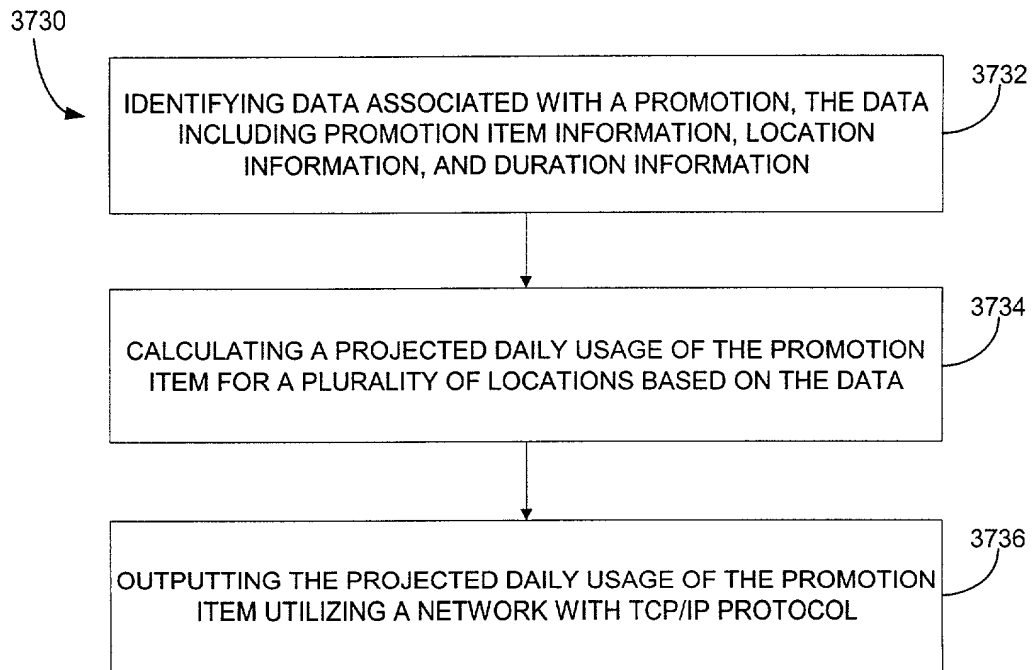 3730
3732
IDENTIFYING DATA ASSOCIATED WITH A PROMOTION, THE DATA
INCLUDING PROMOTION ITEM INFORMATION, LOCATION
INFORMATION, AND DURATION INFORMATION
3734
CALCULATING A PROJECTED DAILY USAGE OF THE PROMOTION
ITEM FOR A PLURALITY OF LOCATIONS BASED ON THE DATA
3736
OUTPUTTING THE PROJECTED DAILY USAGE OF THE PROMOTION
ITEM UTILIZING A NETWORK WITH TCP/IP PROTOCOL